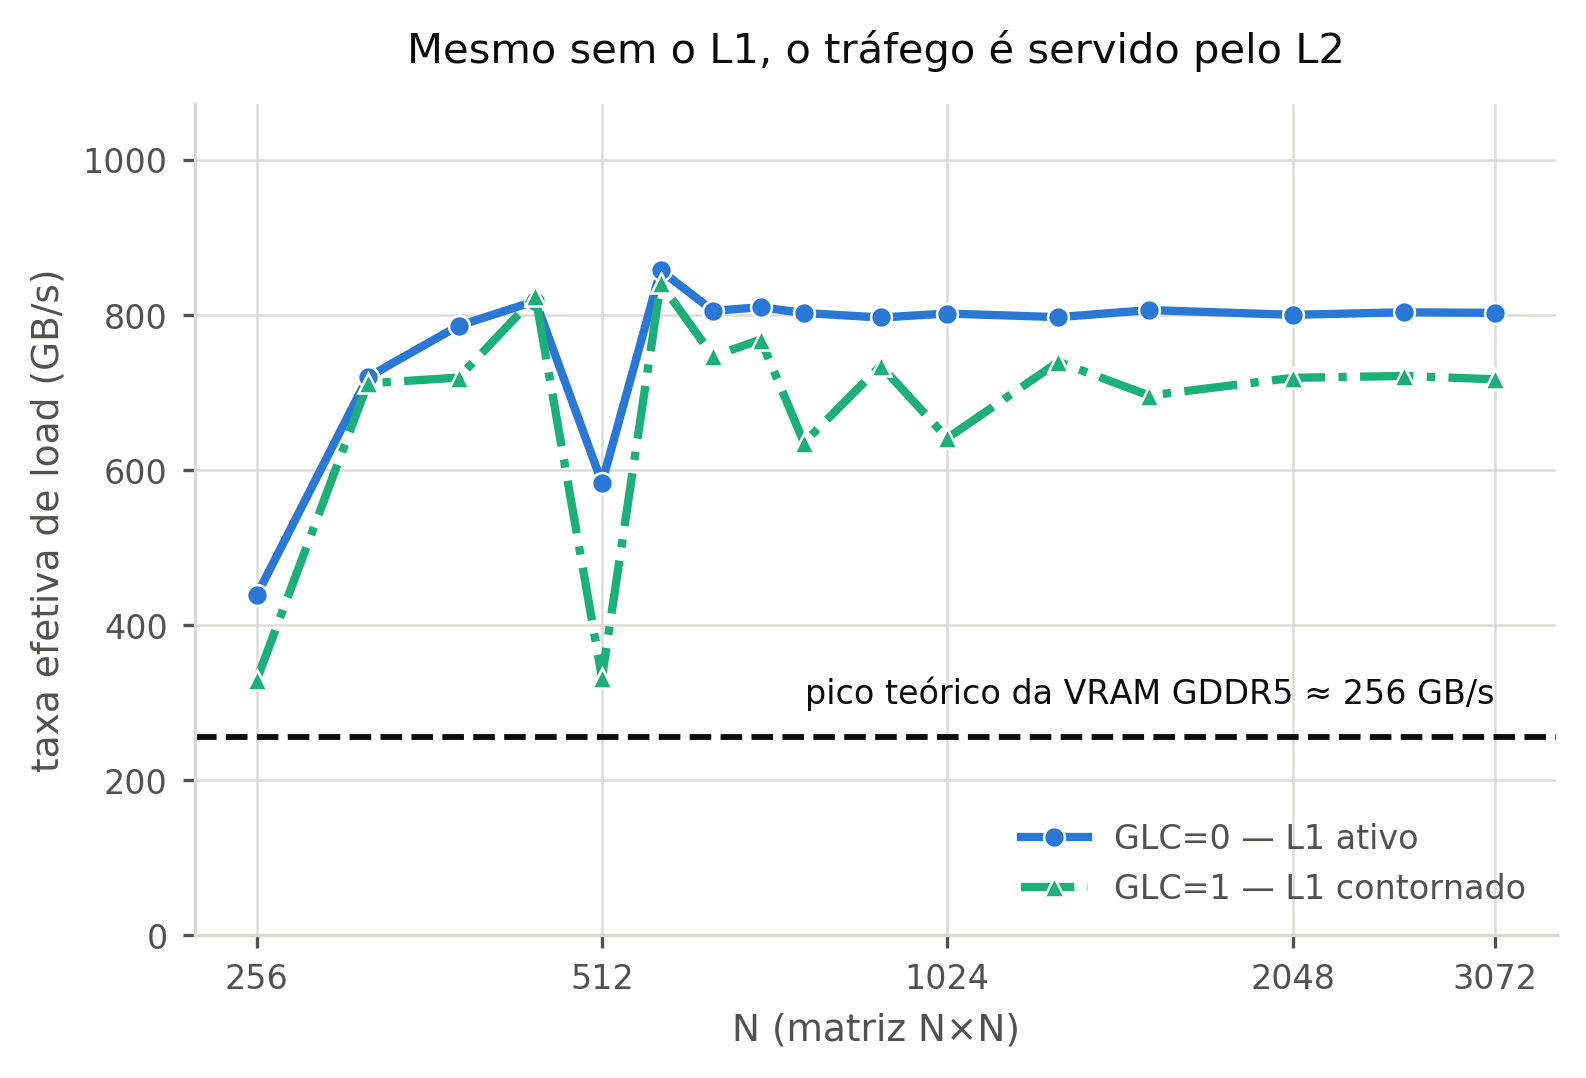 Mesmo sem o L1, o tráfego é servido pelo L2
taxa efetiva de load (GB/s)
1000
800
600
400
200
0
pico teórico da VRAM GDDR5 ≈ 256 GB/s
GLC=0 — L1 ativo
GLC=1 — L1 contornado
256 512 1024 2048 3072
N (matriz N×N)